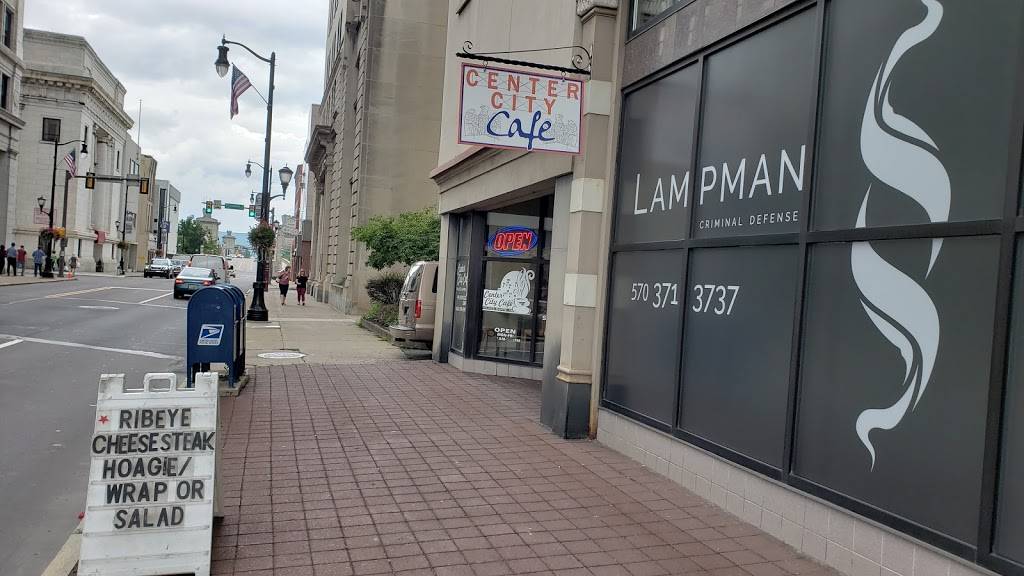 CENTER
CITY
Cafe
OPEN
Center
City Cafe
OPEN
LAMPMAN
CRIMINAL DEFENSE
570 371 3737
RIBEYE
CHEESESTEAK
HOAGIE/
WRAP OR
SALAD